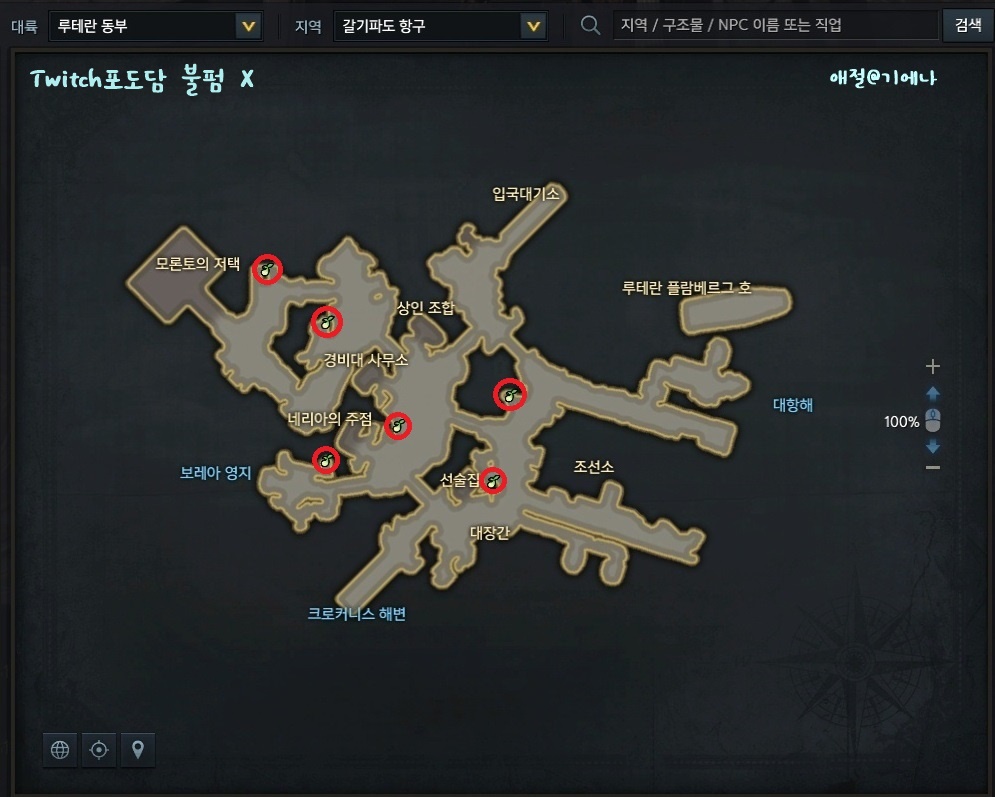 대륙 루테란 동부 지역 갈기파도 항구 지역 / 구조물 / NPC 이름 또는 직업 검색
Twitch포도담 불펌 X
애절@기에나
입국대기소
모론토의 저택
루테란 플람베르그 호
상인 조합
경비대 사무소
대항해
네리아의 주점
100%
보레아 영지
선술집
조선소
대장간
크로커니스 해변